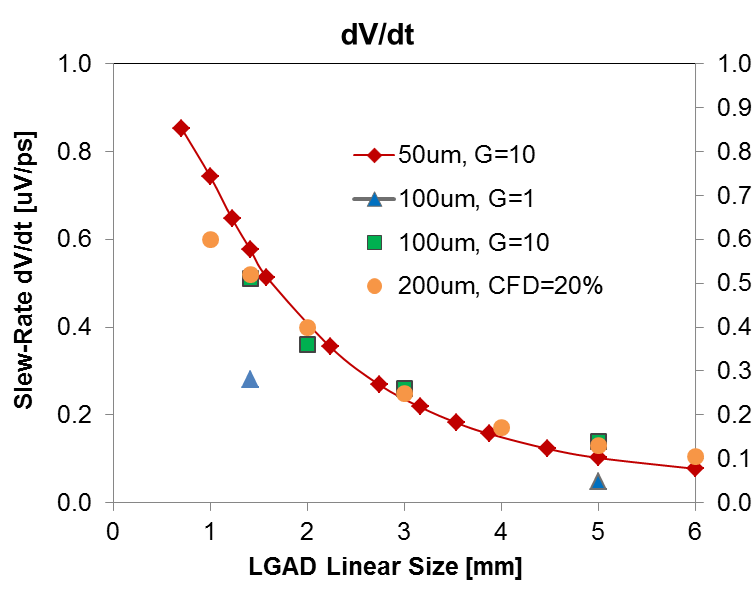 dV/dt
1.0
0.8
0.6
0.4
0.2
0.0
Slew-Rate dV/dt [uV/ps]
50um, G=10
100um, G=1
100um, G=10
200um, CFD=20%
1.0
0.9
0.8
0.7
0.6
0.5
0.4
0.3
0.2
0.1
0.0
0 1 2 3 4 5 6
LGAD Linear Size [mm]